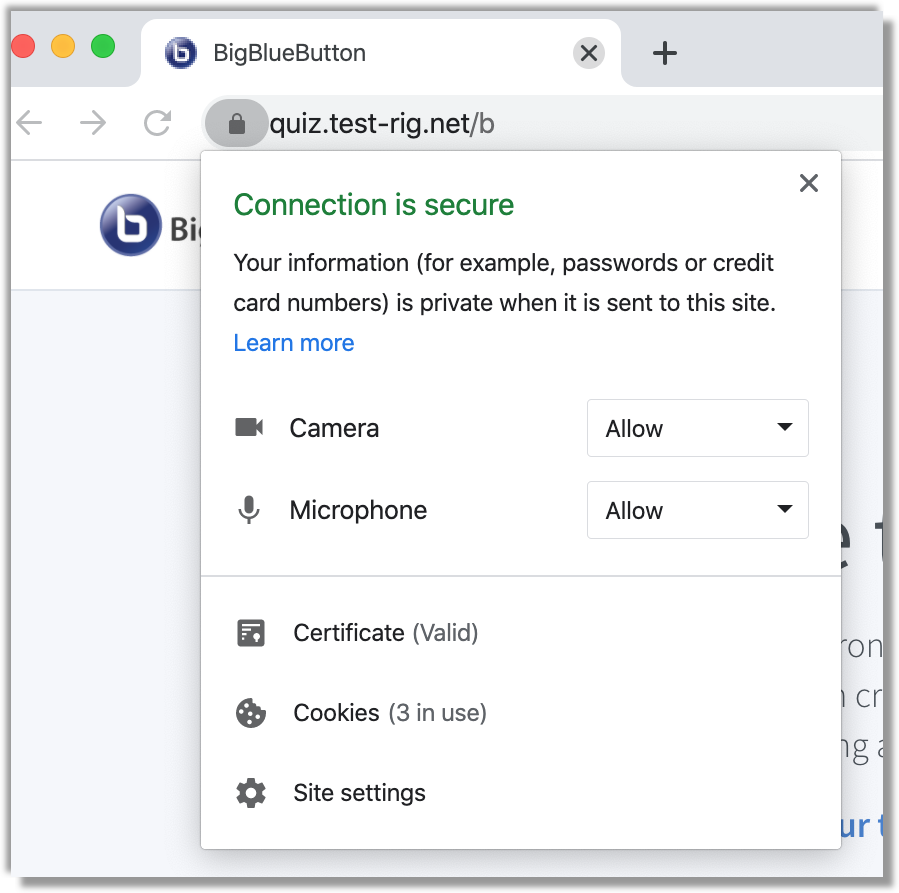 BigBlueButton
quiz.test-rig.net/b
Connection is secure
Your information (for example, passwords or credit
card numbers) is private when it is sent to this site.
Learn more
Camera Allow
Microphone Allow
Certificate (Valid)
Cookies (3 in use)
Site settings